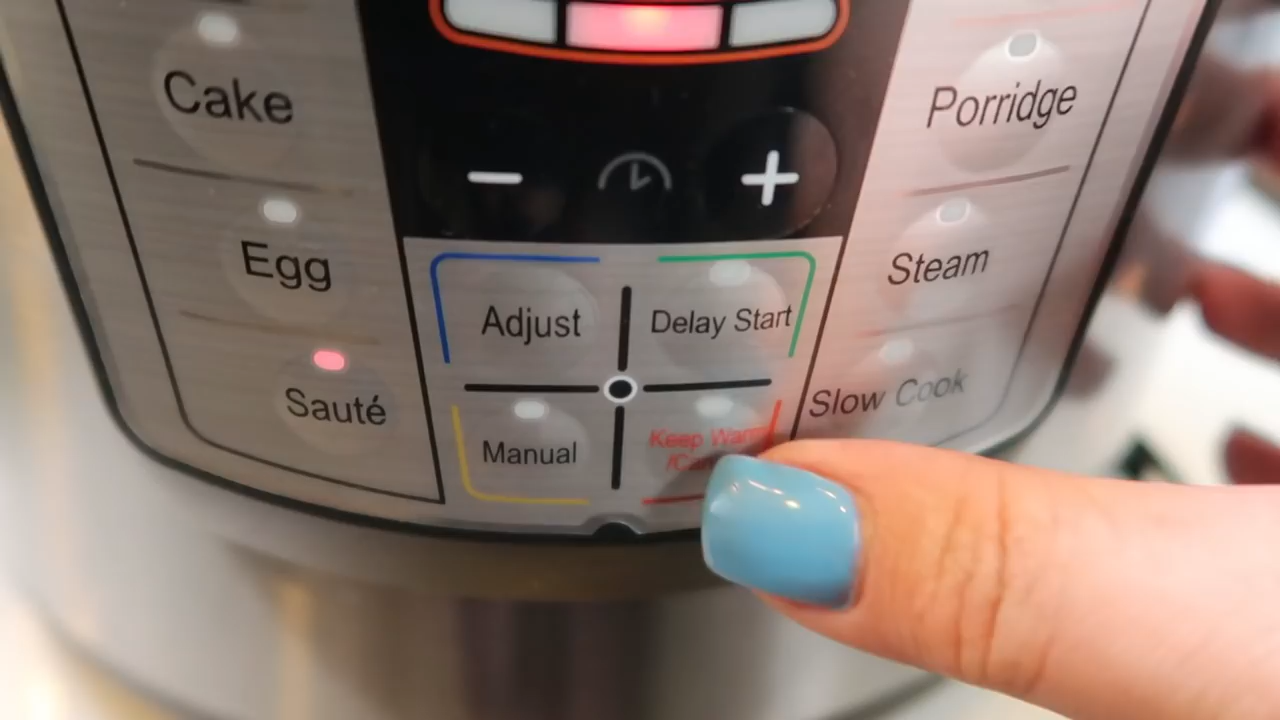 Cake
Egg
Sauté
−
+
Adjust
Delay Start
Manual
Keep Warm
Porridge
Steam
Slow Cook